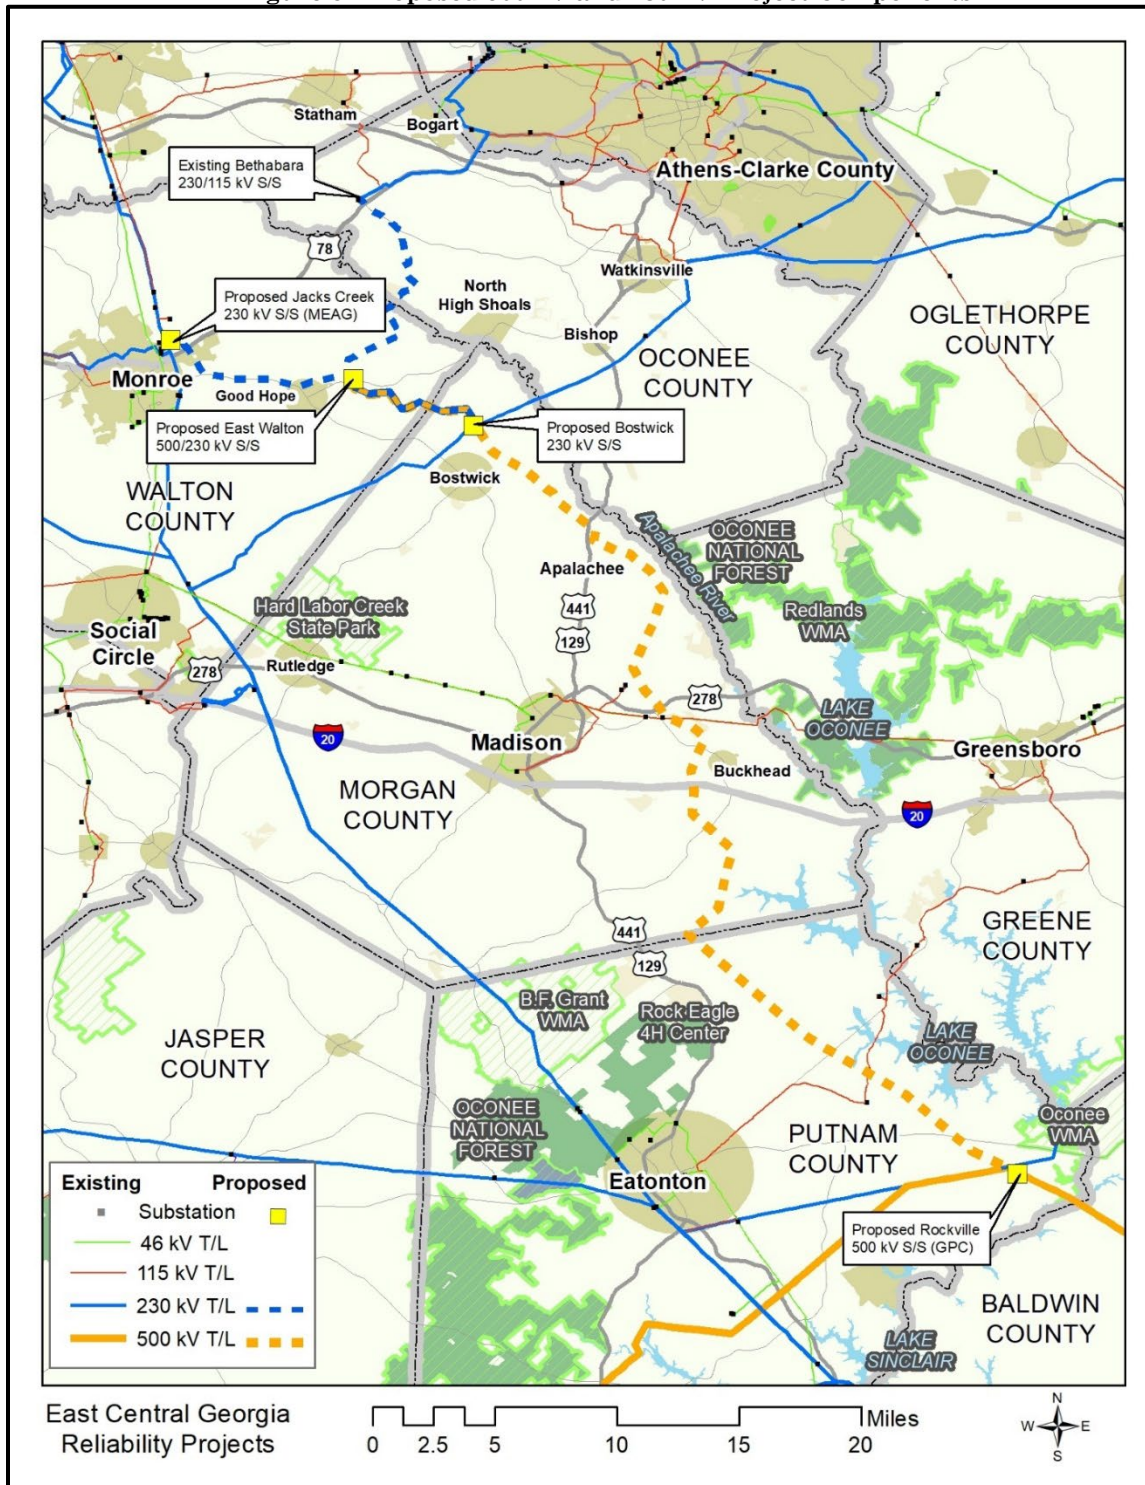 Statham
Bogart
Existing Bethabara
230/115 kV S/S
Athens-Clarke County
78
Watkinsville
North
High Shoals
Proposed Jacks Creek
230 kV S/S (MEAG)
Bishop
OGLETHORPE
COUNTY
OCONEE
COUNTY
Monroe
Good Hope
Proposed East Walton
500/230 kV S/S
Proposed Bostwick
230 kV S/S
Bostwick
WALTON
COUNTY
Apalachee River
OCONEE
NATIONAL
FOREST
Apalachee
441
129
Redlands
WMA
Hard Labor Creek
State Park
Social
Circle
278
Rutledge
278
LAKE
OCONEE
20
Madison
Greensboro
Buckhead
MORGAN
COUNTY
20
441
129
GREENE
COUNTY
B.F. Grant
WMA
Rock Eagle
4H Center
JASPER
COUNTY
LAKE
OCONEE
OCONEE
NATIONAL
FOREST
Oconee
WMA
PUTNAM
COUNTY
Eatonton
Proposed Rockville
500 kV S/S (GPC)
BALDWIN
COUNTY
LAKE
SINCLAIR
Existing Proposed
Substation
46 kV T/L
115 kV T/L
230 kV T/L
500 kV T/L
East Central Georgia
Reliability Projects
Miles
0 2.5 5 10 15 20
N
W E
S